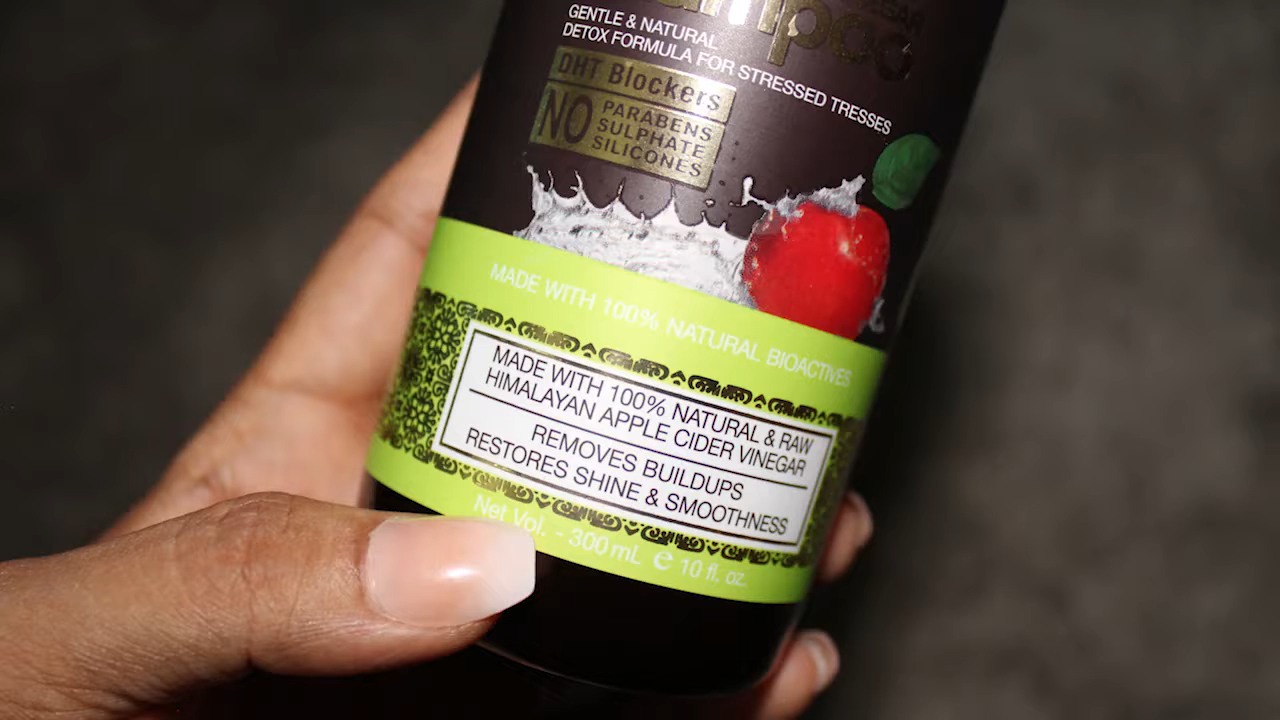 GENTLE & NATURAL
DETOX FORMULA FOR STRESSED TRESSES
DHT Blockers
NO
PARABENS
SULPHATE
SILICONES
MADE WITH 100% NATURAL BIOACTIVES
MADE WITH 100% NATURAL & RAW
HIMALAYAN APPLE CIDER VINEGAR
REMOVES BUILDUPS
RESTORES SHINE & SMOOTHNESS
Net Vol. - 300 mL ℮ 10 fl. oz.